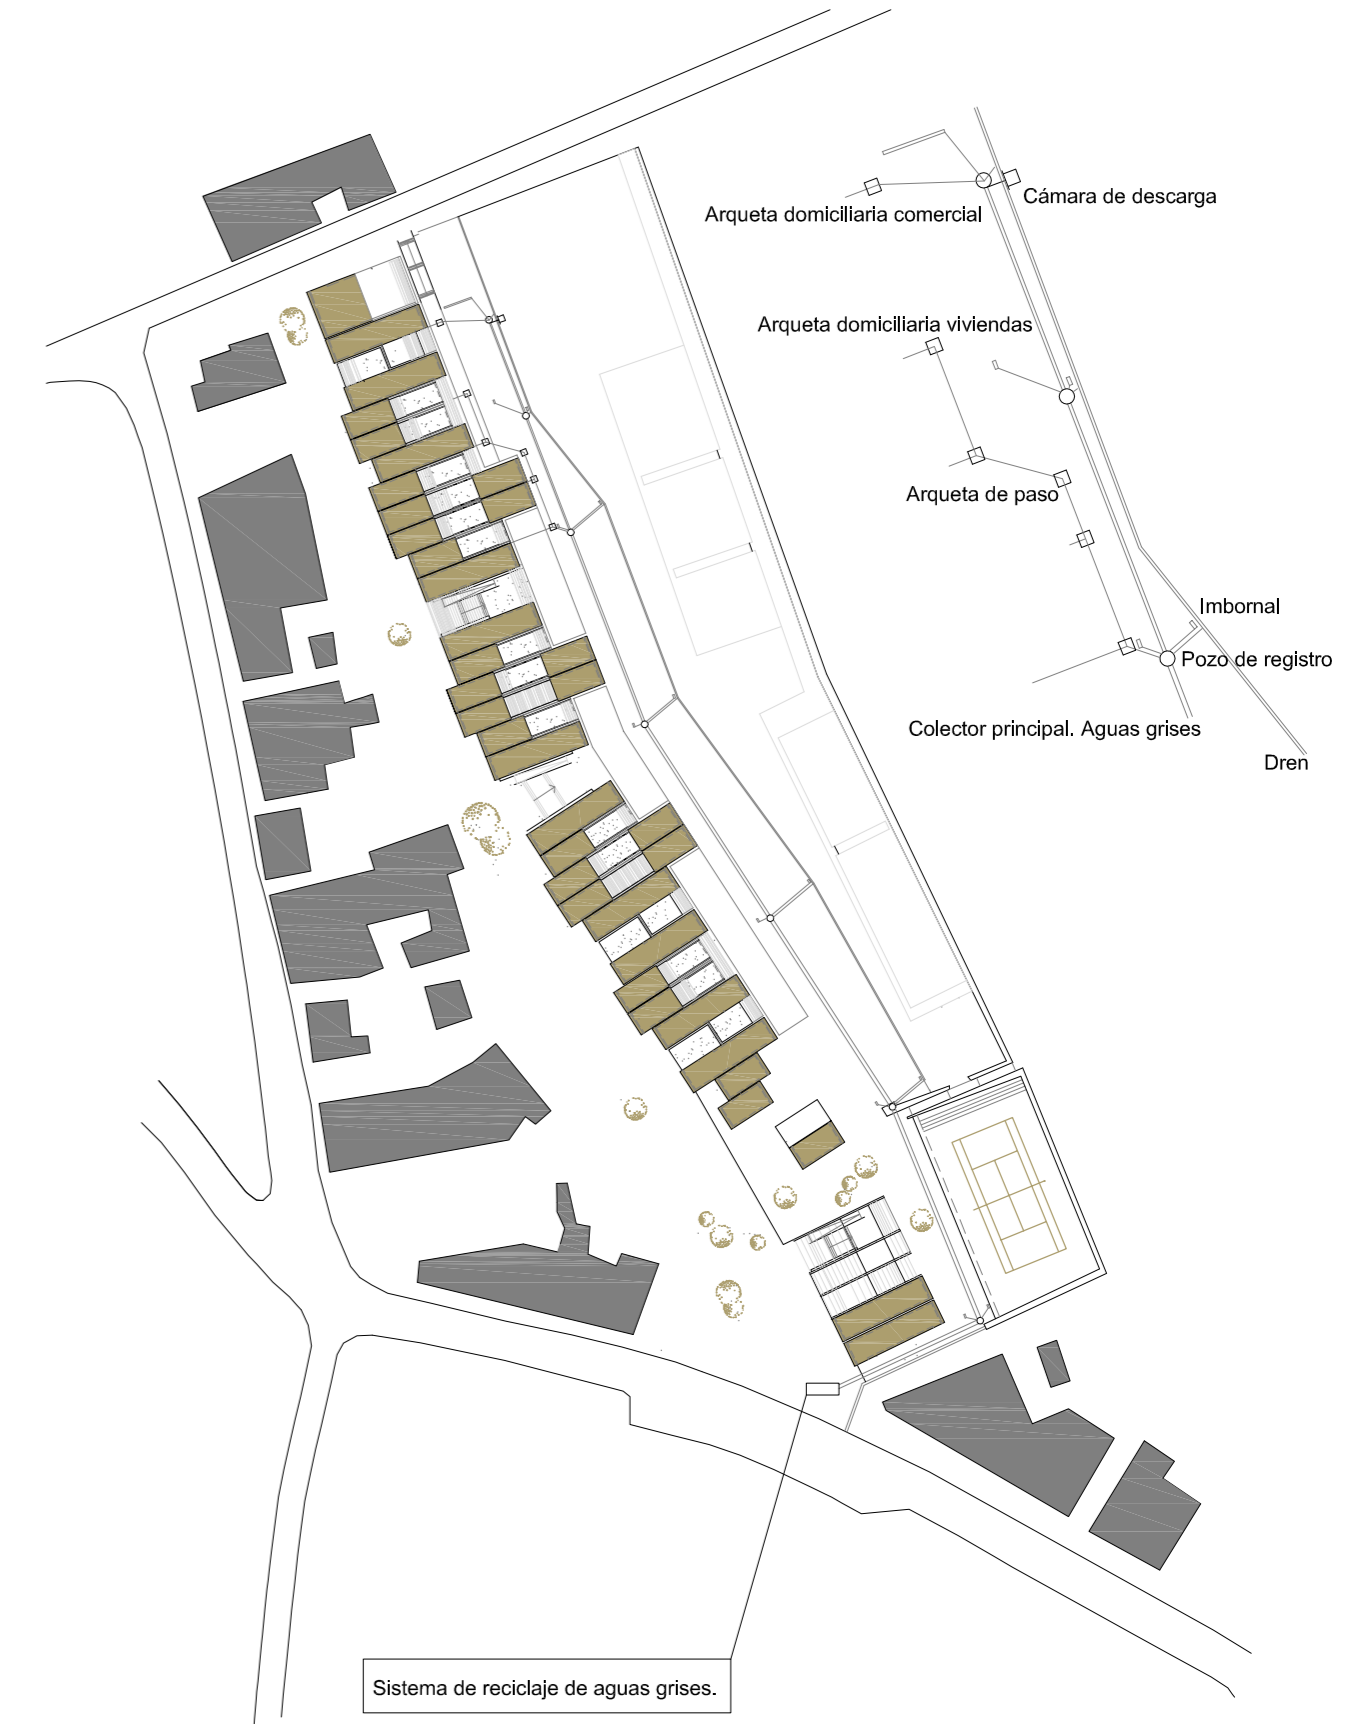 Cámara de descarga
Arqueta domiciliaria comercial
Arqueta domiciliaria viviendas
Arqueta de paso
Imbornal
Pozo de registro
Colector principal. Aguas grises
Dren
Sistema de reciclaje de aguas grises.